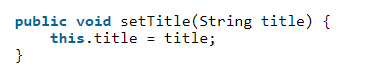 public void setTitle(String title) {
    this.title = title;
}